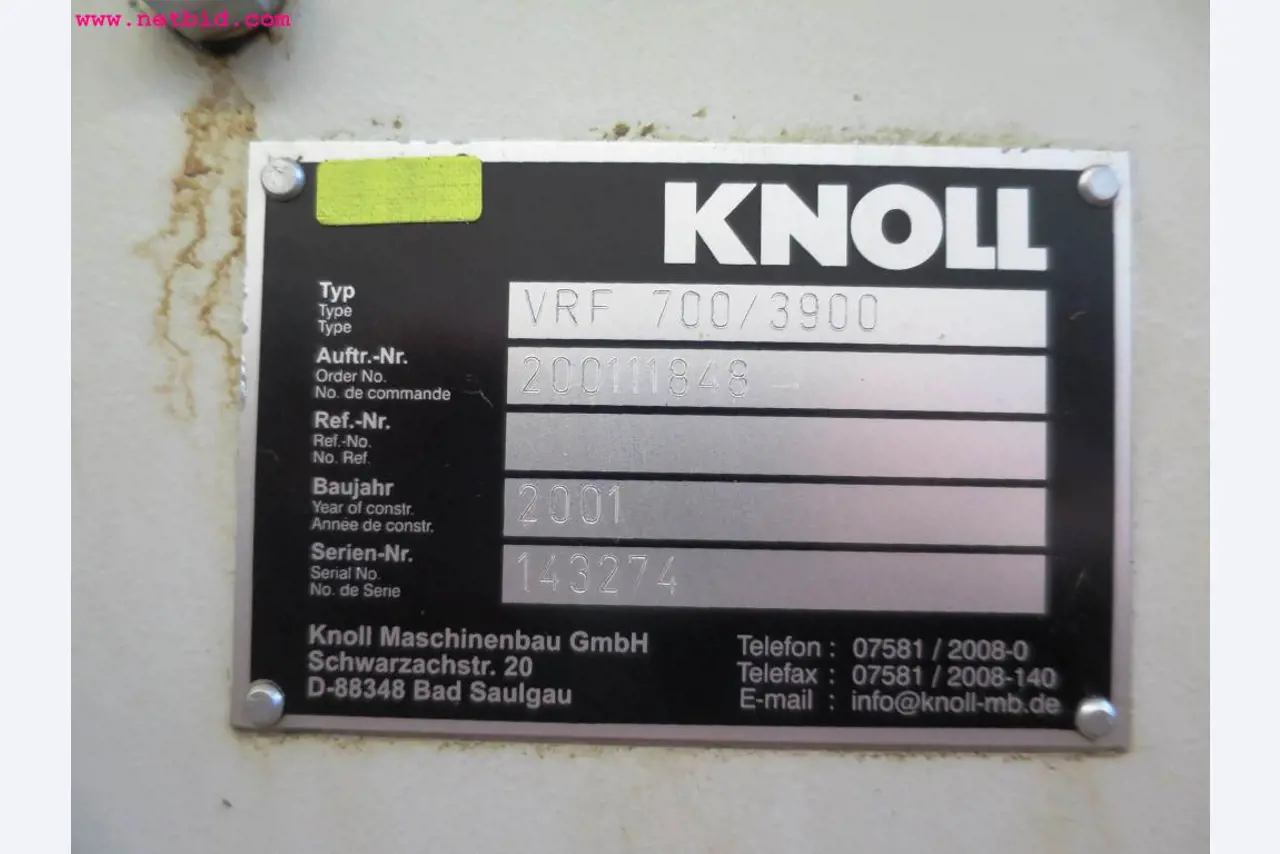 www.netbid.com
KNOLL
Typ
Type
Type
VRF 700/3900
Auftr.-Nr.
Order No.
No. de commande
200111848
Ref.-Nr.
Ref.-No.
No. Ref.
Baujahr
Year of constr.
Année de constr.
2001
Serien-Nr.
Serial No.
No. de Serie
143274
Knoll Maschinenbau GmbH
Schwarzachstr. 20
D-88348 Bad Saulgau
Telefon : 07581 / 2008-0
Telefax : 07581 / 2008-140
E-mail : info@knoll-mb.de